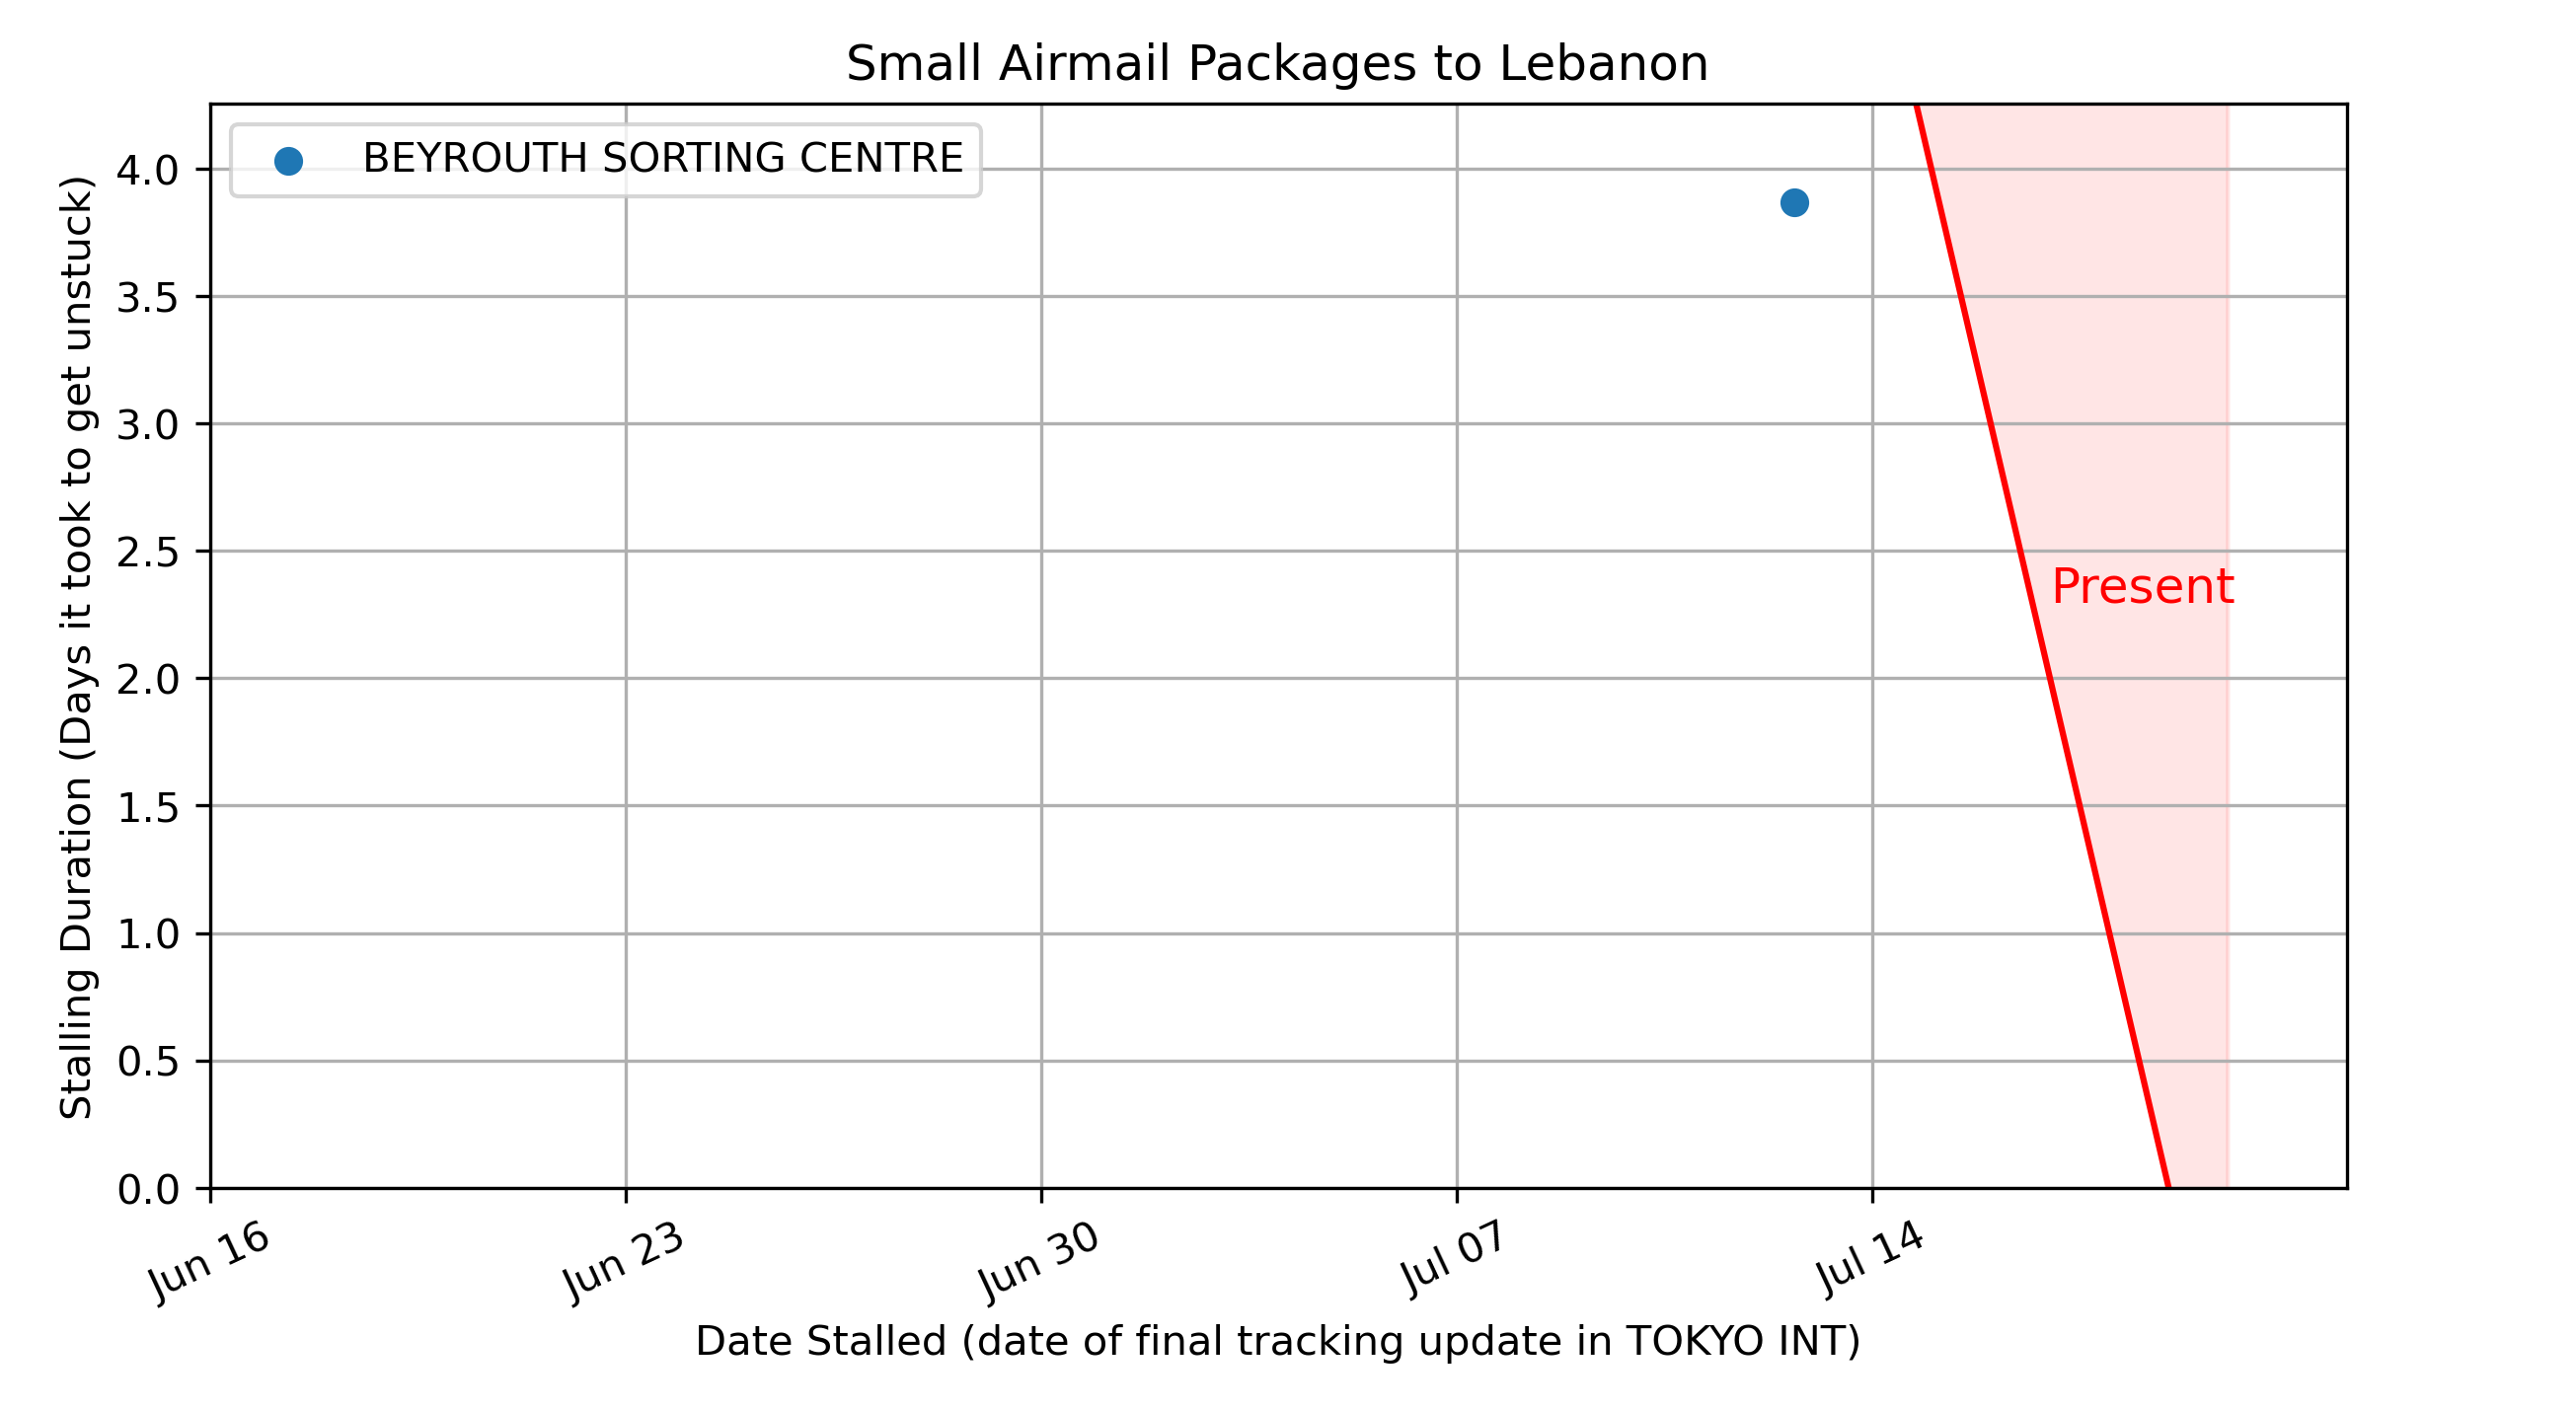 Small Airmail Packages to Lebanon
BEYROUTH SORTING CENTRE
Stalling Duration (Days it took to get unstuck)
4.0
3.5
3.0
2.5
2.0
1.5
1.0
0.5
0.0
Present
Jun 16
Jun 23
Jun 30
Jul 07
Jul 14
Date Stalled (date of final tracking update in TOKYO INT)